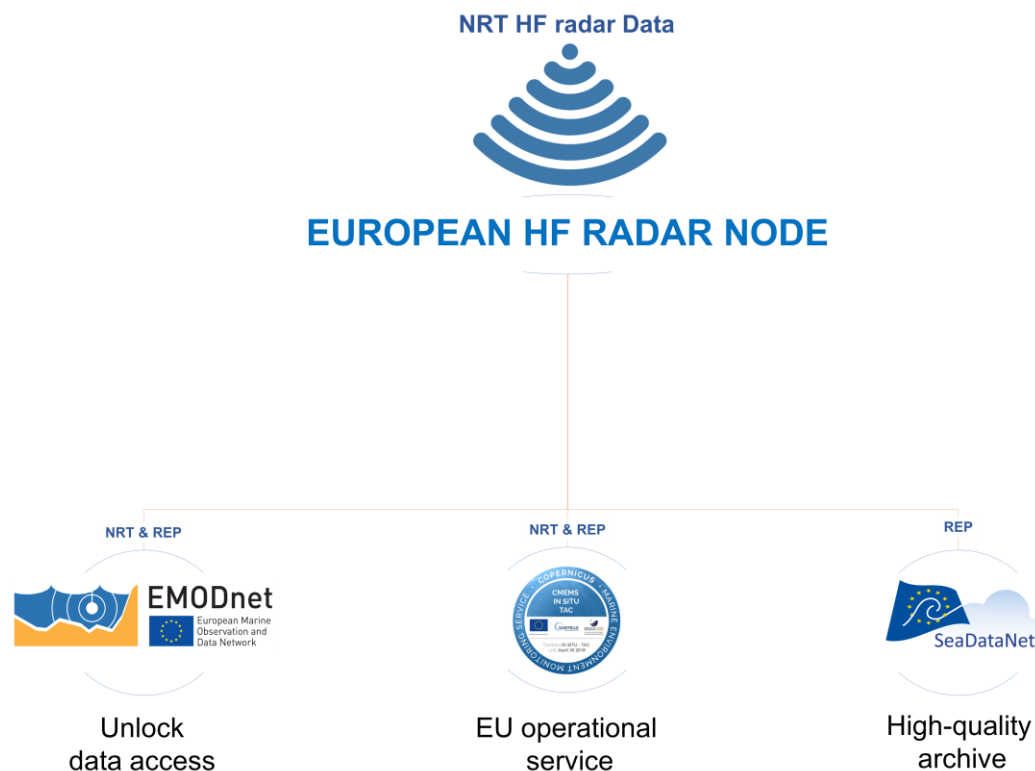 NRT HF radar Data
EUROPEAN HF RADAR NODE
NRT & REP
NRT & REP
REP
EMODnet
European Marine
Observation and
Data Network
COPERNICUS - MARINE ENVIRONMENT MONITORING SERVICE -
CMEMS
IN SITU
TAC
SeaDataNet
Unlock
data access
EU operational
service
High-quality
archive